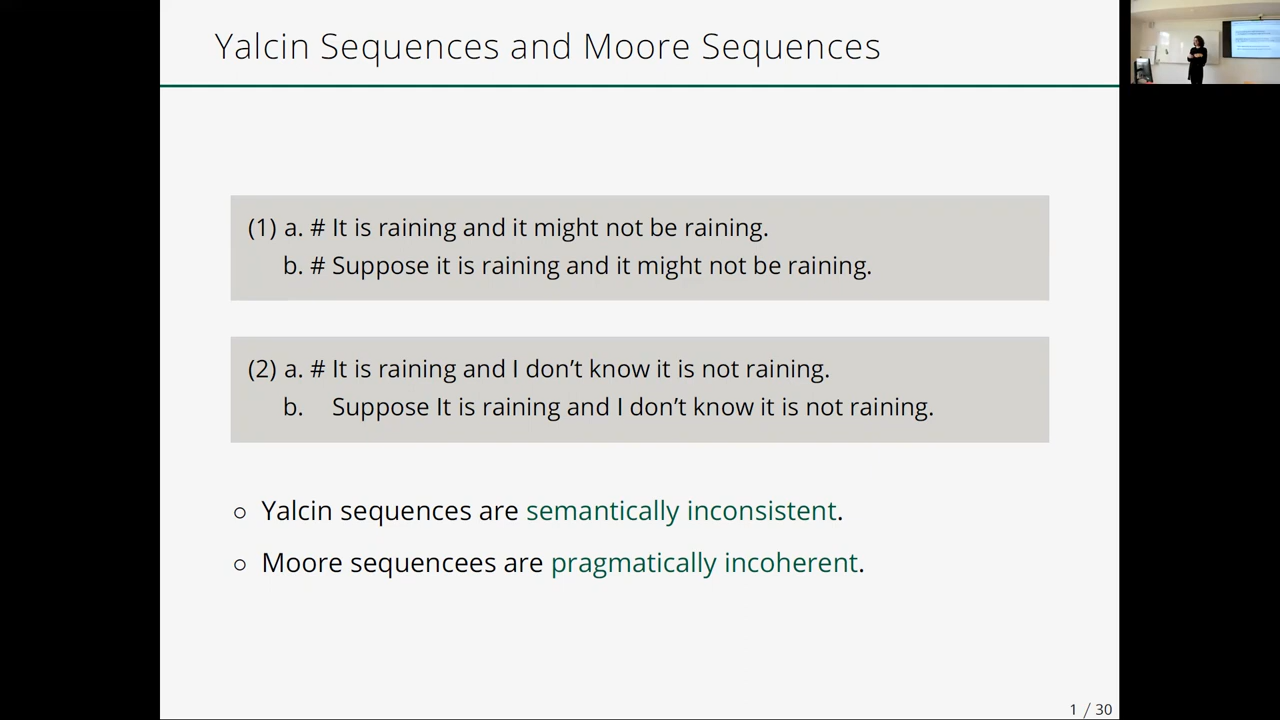 Yalcin Sequences and Moore Sequences
(1) a. # It is raining and it might not be raining.
b. # Suppose it is raining and it might not be raining.
(2) a. # It is raining and I don’t know it is not raining.
b. Suppose It is raining and I don’t know it is not raining.
○ Yalcin sequences are semantically inconsistent.
○ Moore sequencees are pragmatically incoherent.
1 / 30